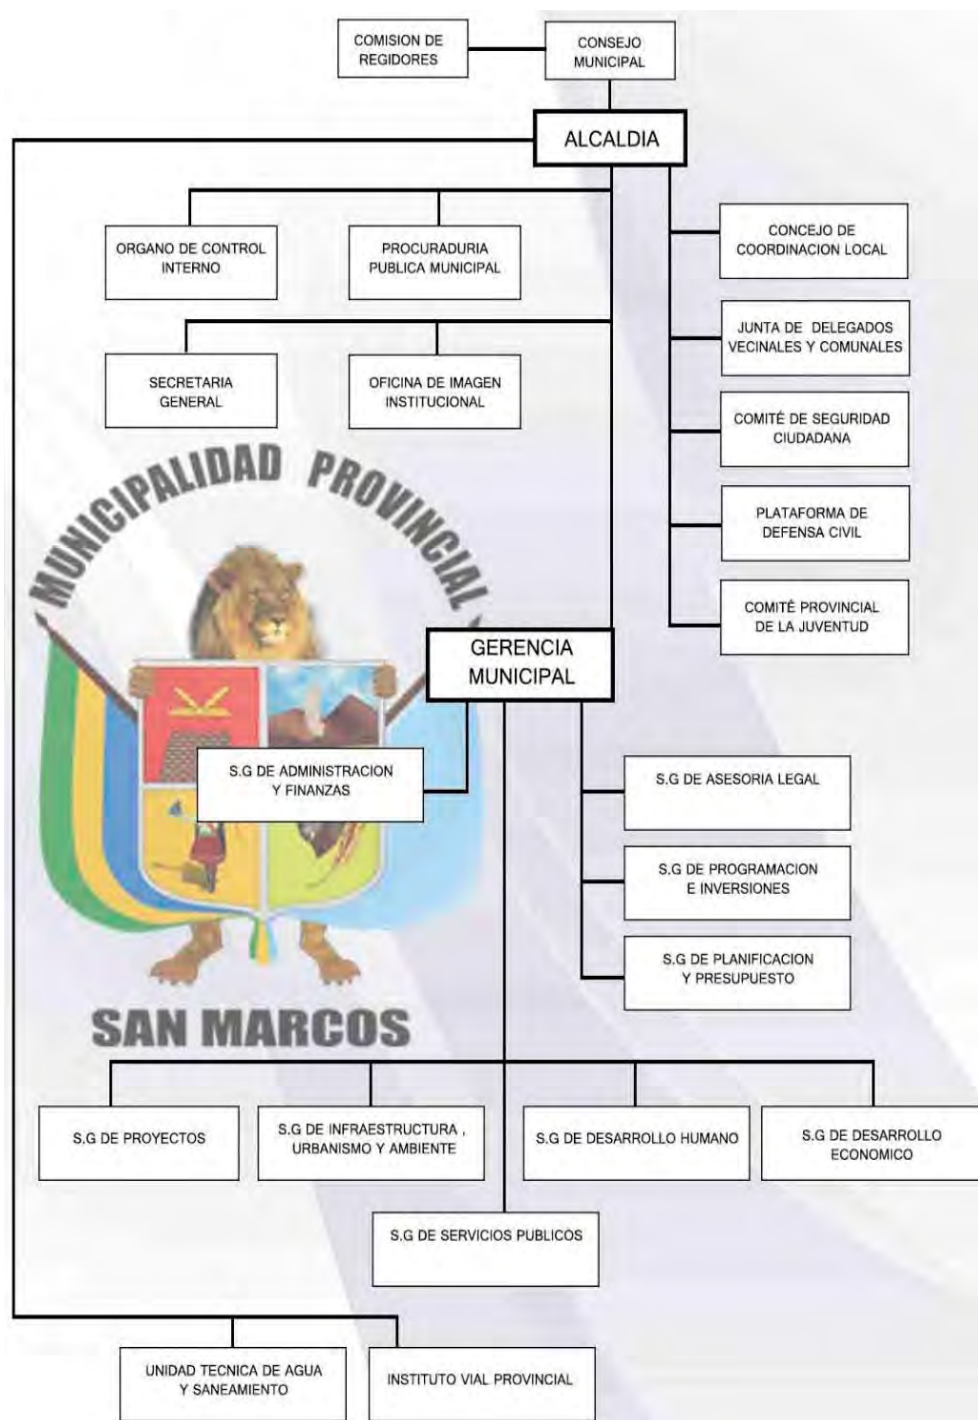 COMISION DE
REGIDORES
CONSEJO
MUNICIPAL
ALCALDIA
ORGANO DE CONTROL
INTERNO
PROCURADURIA
PUBLICA MUNICIPAL
CONCEJO DE
COORDINACION LOCAL
JUNTA DE DELEGADOS
VECINALES Y COMUNALES
SECRETARIA
GENERAL
OFICINA DE IMAGEN
INSTITUCIONAL
COMITÉ DE SEGURIDAD
CIUDADANA
PLATAFORMA DE
DEFENSA CIVIL
COMITÉ PROVINCIAL
DE LA JUVENTUD
MUNICIPALIDAD PROVINCIAL
GERENCIA
MUNICIPAL
S.G DE ADMINISTRACION
Y FINANZAS
S.G DE ASESORIA LEGAL
S.G DE PROGRAMACION
E INVERSIONES
S.G DE PLANIFICACION
Y PRESUPUESTO
SAN MARCOS
S.G DE PROYECTOS
S.G DE INFRAESTRUCTURA ,
URBANISMO Y AMBIENTE
S.G DE DESARROLLO HUMANO
S.G DE DESARROLLO
ECONOMICO
S.G DE SERVICIOS PUBLICOS
UNIDAD TECNICA DE AGUA
Y SANEAMIENTO
INSTITUTO VIAL PROVINCIAL